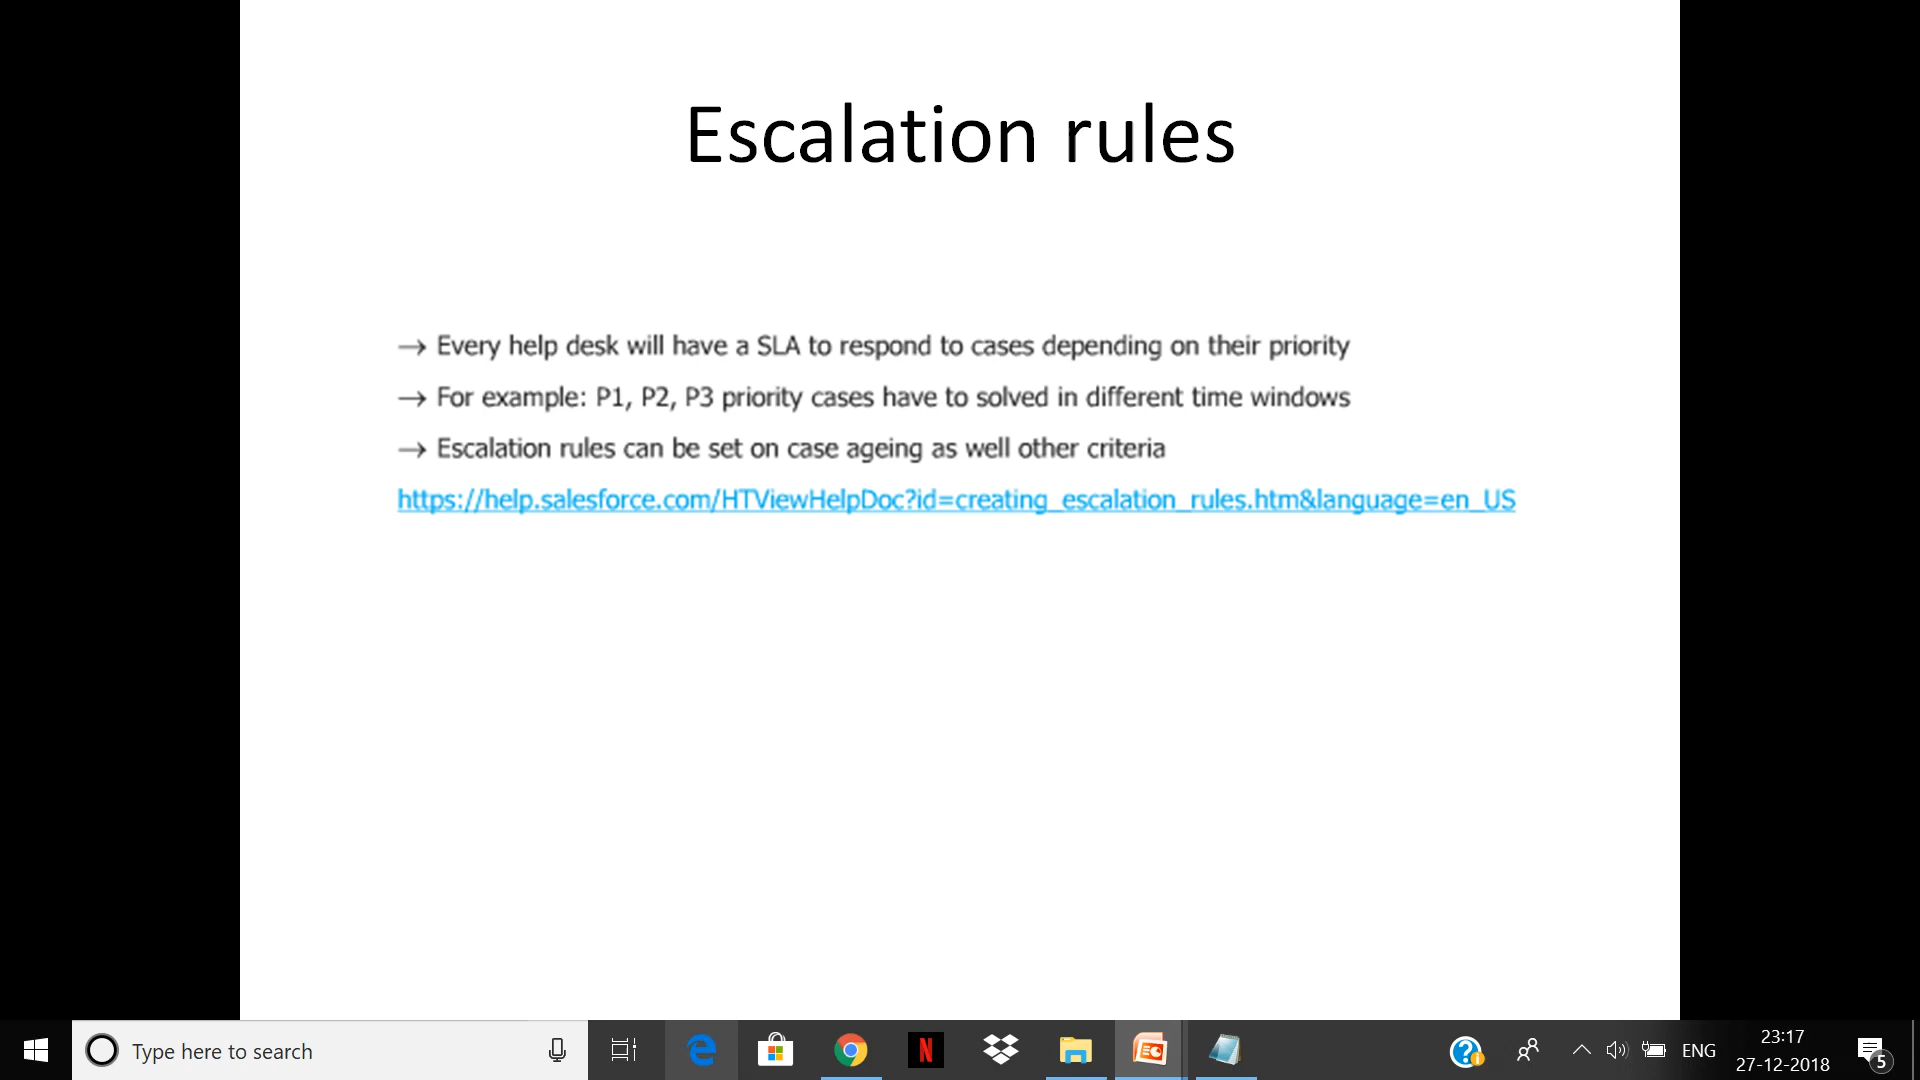 Escalation rules
→ Every help desk will have a SLA to respond to cases depending on their priority
→ For example: P1, P2, P3 priority cases have to solved in different time windows
→ Escalation rules can be set on case ageing as well other criteria
https://help.salesforce.com/HTViewHelpDoc?id=creating_escalation_rules.htm&language=en_US
Type here to search
N
ENG
23:17
27-12-2018
5